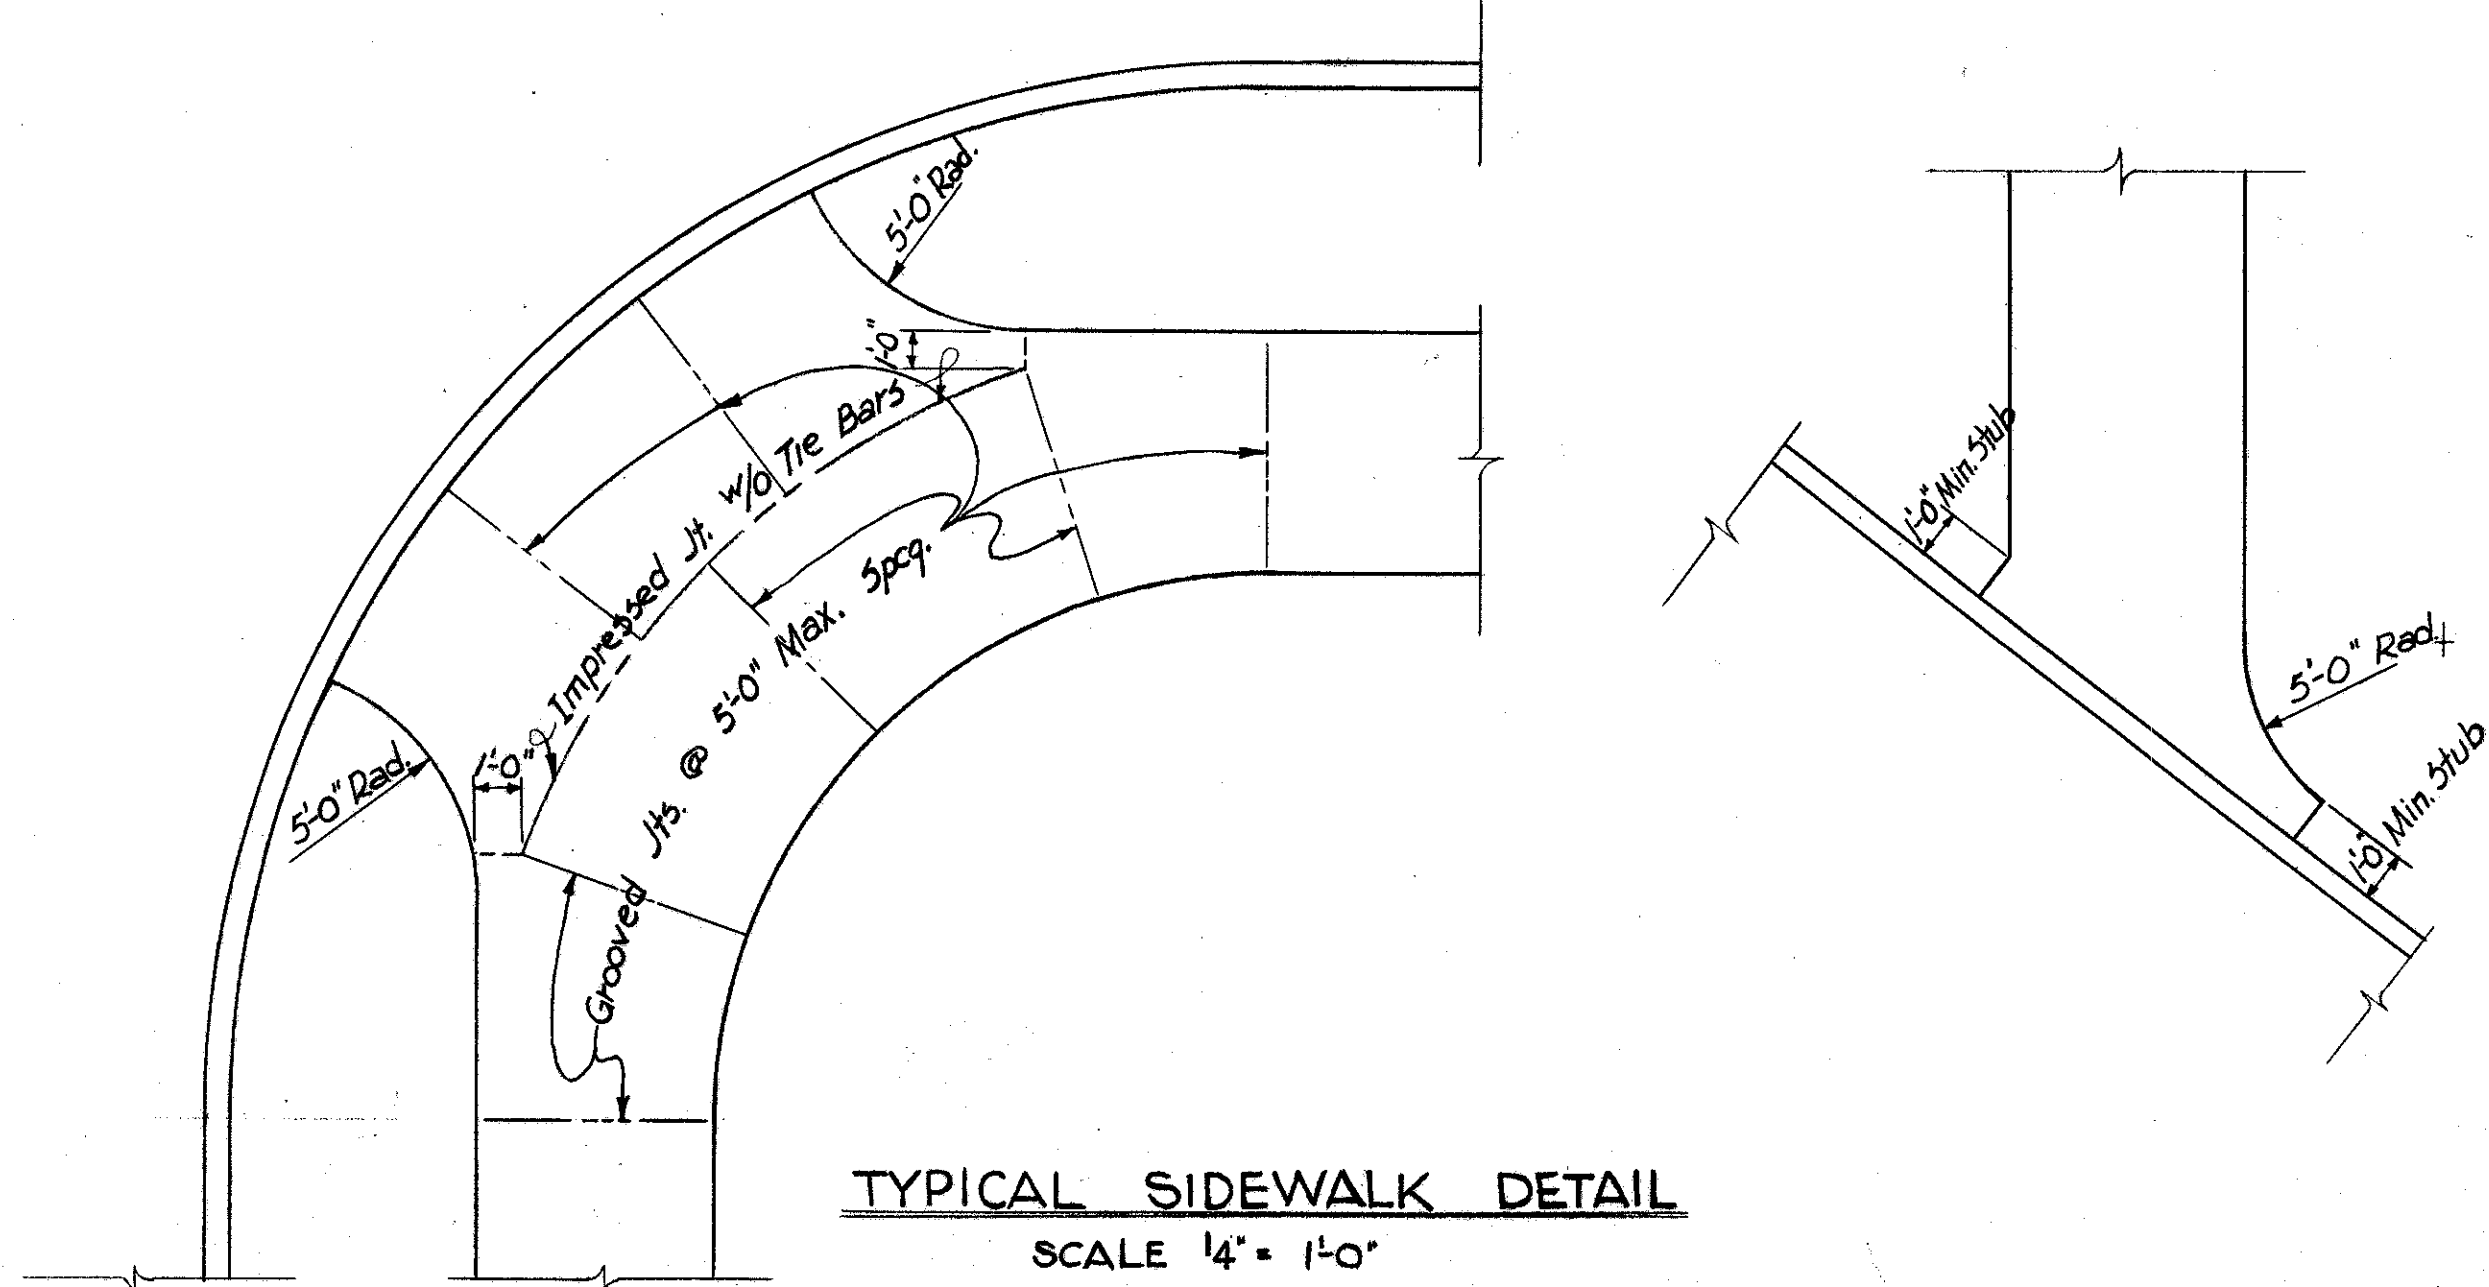 5'-0" Rad.
1'-0"
Impressed Jt. w/o Tie Bars
Grooved Jts. @ 5'-0" Max. Spcg.
1'-0"
5'-0" Rad.
1'-0" Min. Stub
5'-0" Rad. ±
1'-0" Min. Stub
TYPICAL SIDEWALK DETAIL
SCALE 1/4" = 1'-0"